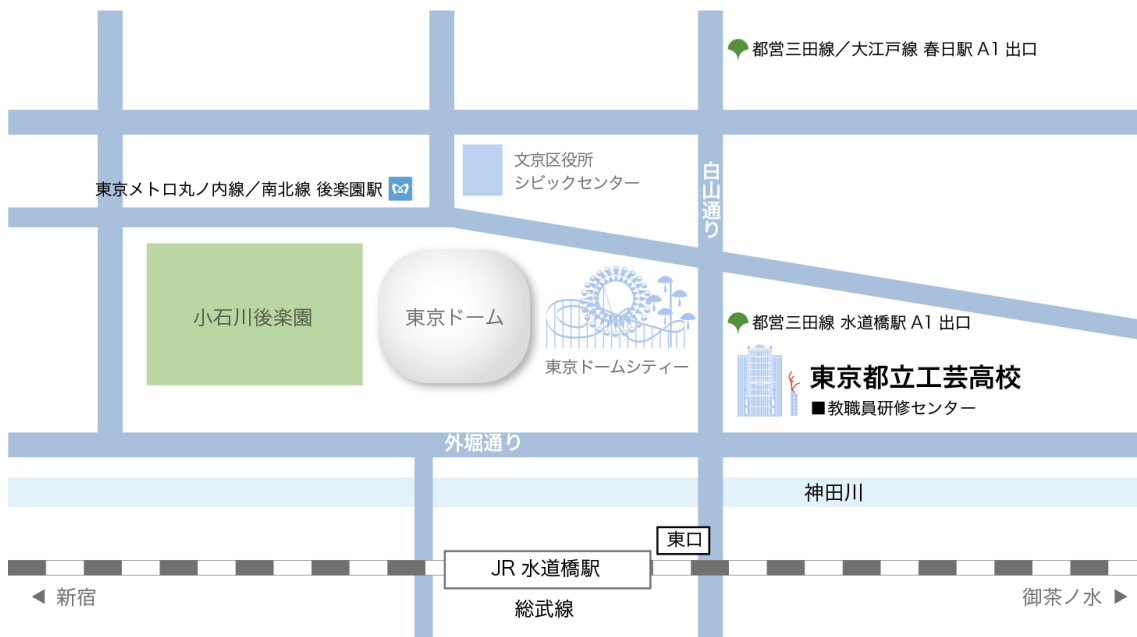 都営三田線／大江戸線 春日駅A1出口
文京区役所
シビックセンター
東京メトロ丸ノ内線／南北線 後楽園駅
白山通り
小石川後楽園
東京ドーム
東京ドームシティー
都営三田線 水道橋駅A1出口
東京都立工芸高校
■教職員研修センター
外堀通り
神田川
東口
JR 水道橋駅
◀ 新宿
総武線
御茶ノ水 ▶